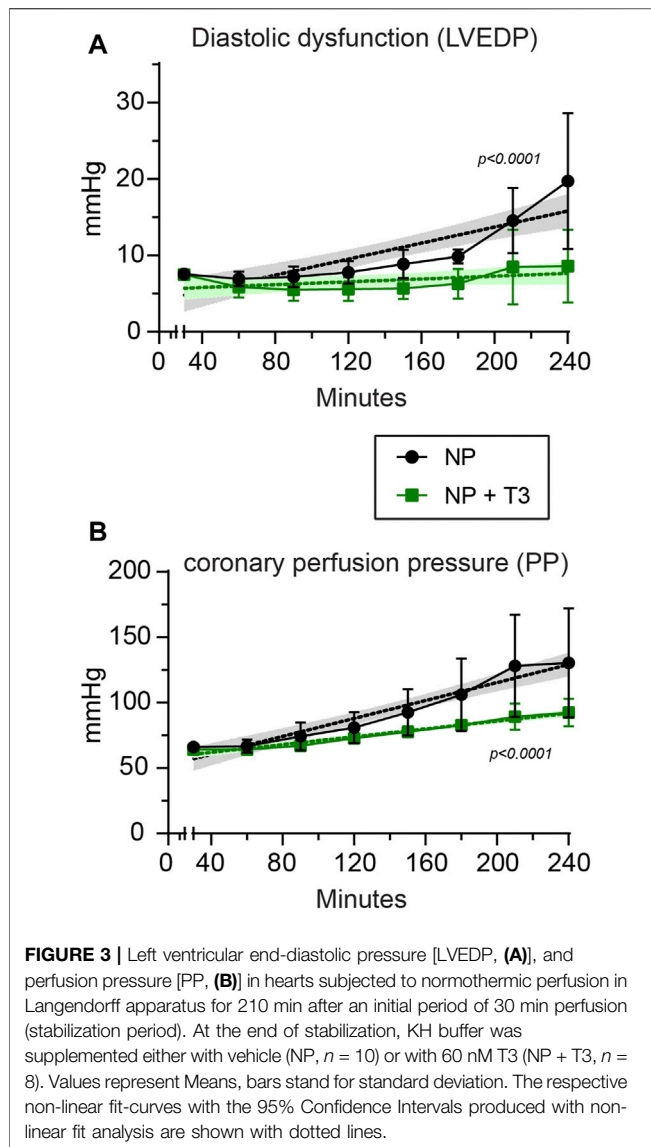 A
Diastolic dysfunction (LVEDP)
30
20
10
0
mmHg
p<0.0001
0 40 80 120 160 200 240
Minutes
NP
NP + T3
B
coronary perfusion pressure (PP)
200
150
100
50
0
mmHg
p<0.0001
0 40 80 120 160 200 240
Minutes
FIGURE 3 | Left ventricular end-diastolic pressure [LVEDP, (A)], and
perfusion pressure [PP, (B)] in hearts subjected to normothermic perfusion in
Langendorff apparatus for 210 min after an initial period of 30 min perfusion
(stabilization period). At the end of stabilization, KH buffer was
supplemented either with vehicle (NP, n = 10) or with 60 nM T3 (NP + T3, n =
8). Values represent Means, bars stand for standard deviation. The respective
non-linear fit-curves with the 95% Confidence Intervals produced with non-
linear fit analysis are shown with dotted lines.